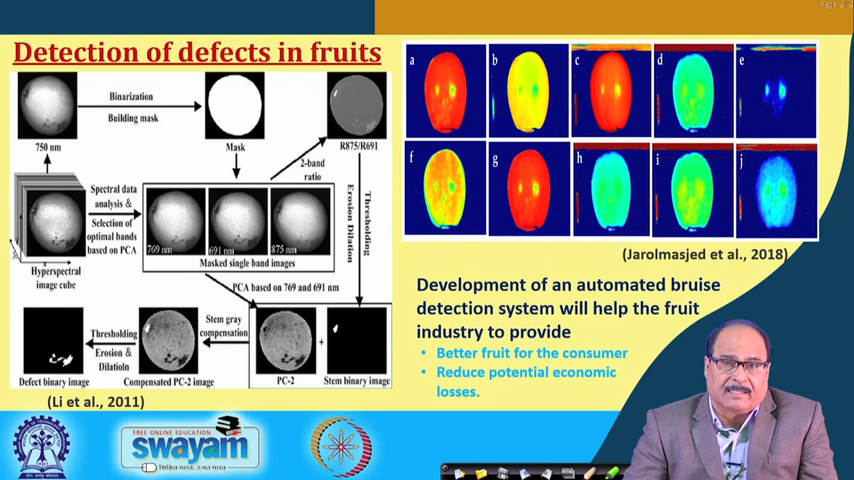 Detection of defects in fruits
Binarization
Building mask
750 nm
Mask
R875/R691
2-band
ratio
Spectral data
analysis &
Selection of
optimal bands
based on PCA
769 nm
691 nm
875 nm
Masked single band images
Thresholding
Erosion Dilation
Hyperspectral
image cube
PCA based on 769 and 691 nm
Thresholding
Erosion &
Dilatioln
Stem gray
compensation
+
Defect binary image
Compensated PC-2 image
PC-2
Stem binary image
(Li et al., 2011)
a
b
c
d
e
f
g
h
i
j
(Jarolmasjed et al., 2018)
Development of an automated bruise
detection system will help the fruit
industry to provide
• Better fruit for the consumer
• Reduce potential economic
losses.
FREE ONLINE EDUCATION
swayam